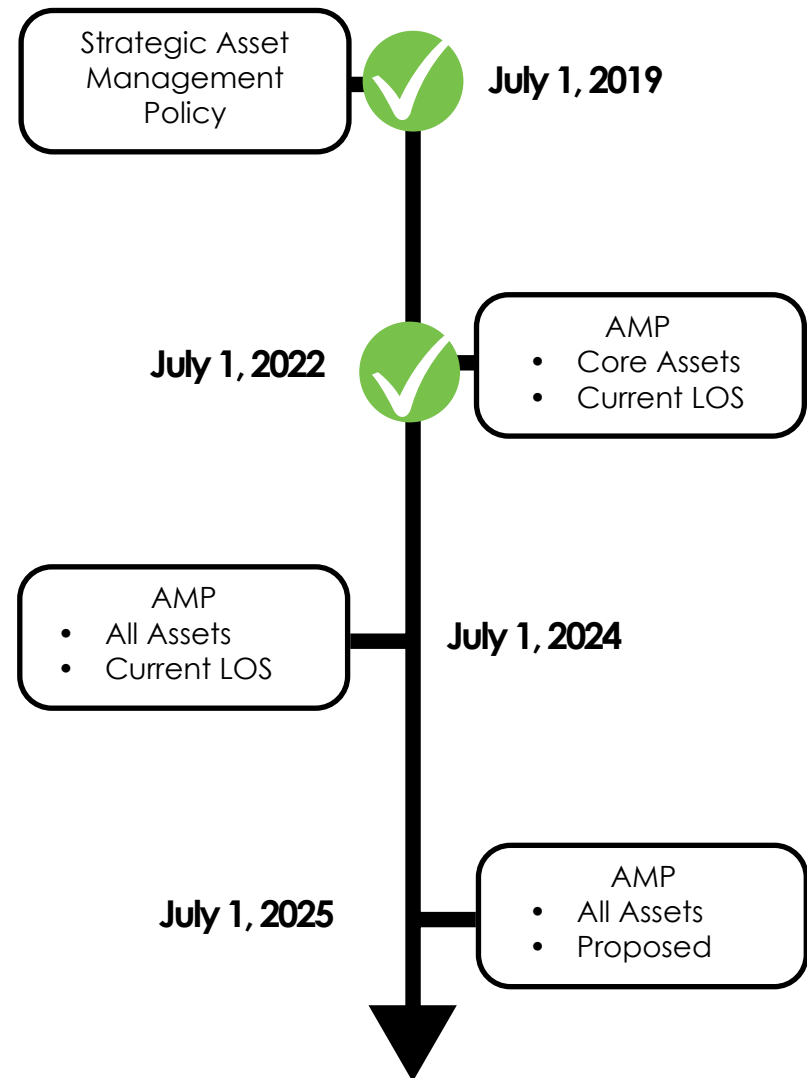 Strategic Asset
Management
Policy
July 1, 2019
July 1, 2022
AMP
• Core Assets
• Current LOS
AMP
• All Assets
• Current LOS
July 1, 2024
July 1, 2025
AMP
• All Assets
• Proposed